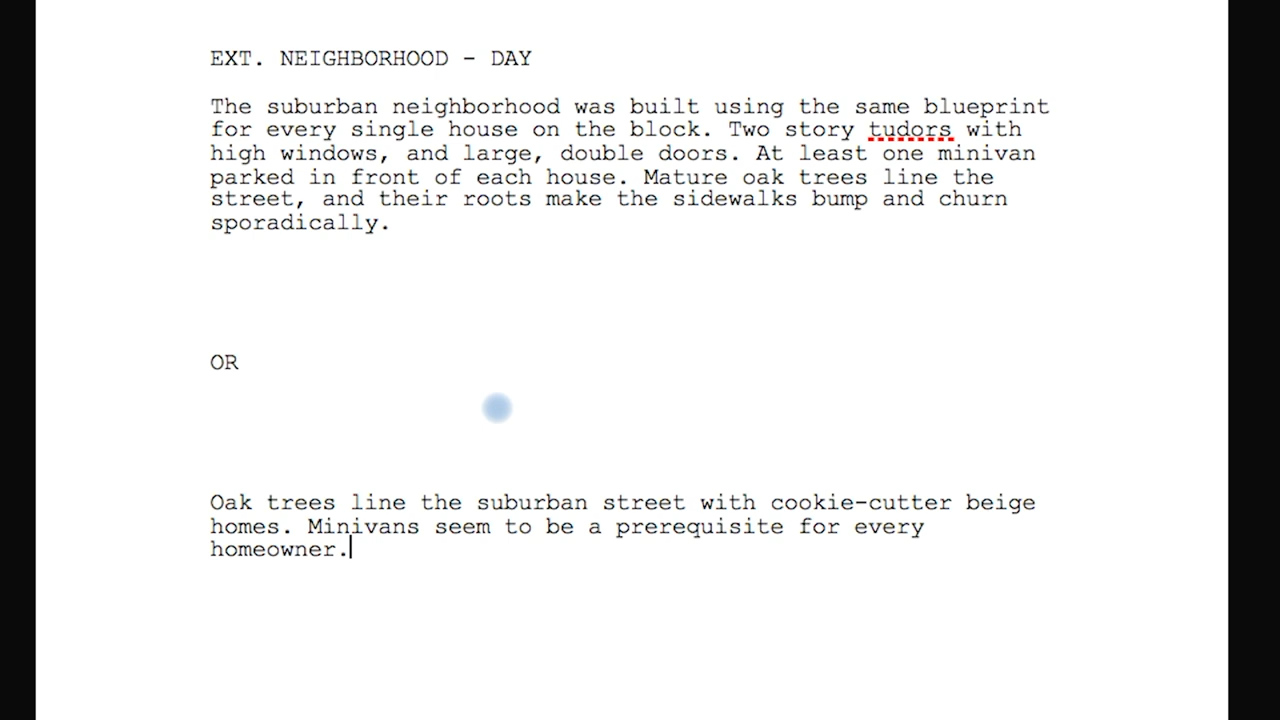 EXT. NEIGHBORHOOD - DAY
The suburban neighborhood was built using the same blueprint
for every single house on the block. Two story tudors with
high windows, and large, double doors. At least one minivan
parked in front of each house. Mature oak trees line the
street, and their roots make the sidewalks bump and churn
sporadically.
OR
Oak trees line the suburban street with cookie-cutter beige
homes. Minivans seem to be a prerequisite for every
homeowner.